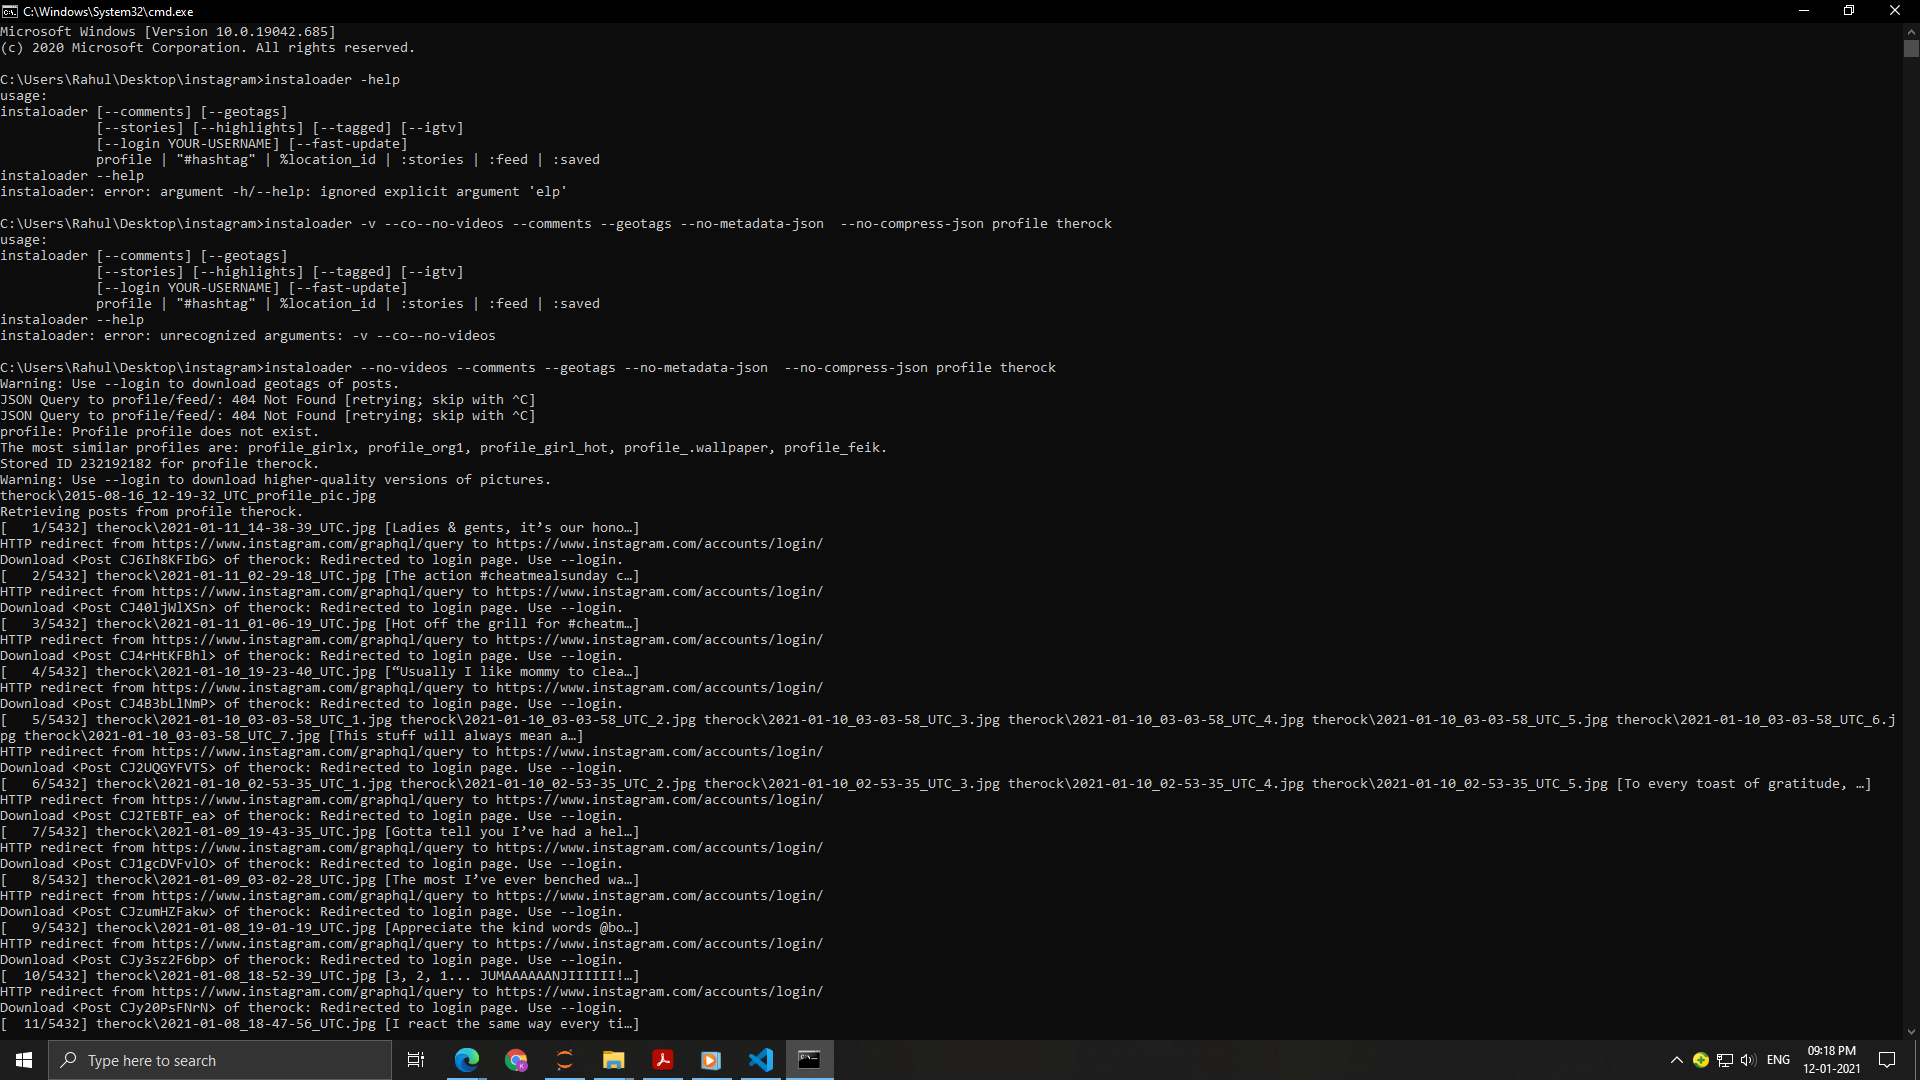 C:\Windows\System32\cmd.exe
Microsoft Windows [Version 10.0.19042.685]
(c) 2020 Microsoft Corporation. All rights reserved.
C:\Users\Rahul\Desktop\instagram>instaloader -help
usage:
instaloader [--comments] [--geotags]
            [--stories] [--highlights] [--tagged] [--igtv]
            [--login YOUR-USERNAME] [--fast-update]
            profile | "#hashtag" | %location_id | :stories | :feed | :saved
instaloader --help
instaloader: error: argument -h/--help: ignored explicit argument 'elp'
C:\Users\Rahul\Desktop\instagram>instaloader -v --co--no-videos --comments --geotags --no-metadata-json  --no-compress-json profile therock
usage:
instaloader [--comments] [--geotags]
            [--stories] [--highlights] [--tagged] [--igtv]
            [--login YOUR-USERNAME] [--fast-update]
            profile | "#hashtag" | %location_id | :stories | :feed | :saved
instaloader --help
instaloader: error: unrecognized arguments: -v --co--no-videos
C:\Users\Rahul\Desktop\instagram>instaloader --no-videos --comments --geotags --no-metadata-json  --no-compress-json profile therock
Warning: Use --login to download geotags of posts.
JSON Query to profile/feed/: 404 Not Found [retrying; skip with ^C]
JSON Query to profile/feed/: 404 Not Found [retrying; skip with ^C]
profile: Profile profile does not exist.
The most similar profiles are: profile_girlx, profile_org1, profile_girl_hot, profile_.wallpaper, profile_feik.
Stored ID 232192182 for profile therock.
Warning: Use --login to download higher-quality versions of pictures.
therock\2015-08-16_12-19-32_UTC_profile_pic.jpg
Retrieving posts from profile therock.
[   1/5432] therock\2021-01-11_14-38-39_UTC.jpg [Ladies & gents, it’s our hono…]
HTTP redirect from https://www.instagram.com/graphql/query to https://www.instagram.com/accounts/login/
Download <Post CJ6Ih8KFIbG> of therock: Redirected to login page. Use --login.
[   2/5432] therock\2021-01-11_02-29-18_UTC.jpg [The action #cheatmealsunday c…]
HTTP redirect from https://www.instagram.com/graphql/query to https://www.instagram.com/accounts/login/
Download <Post CJ40ljWlXSn> of therock: Redirected to login page. Use --login.
[   3/5432] therock\2021-01-11_01-06-19_UTC.jpg [Hot off the grill for #cheatm…]
HTTP redirect from https://www.instagram.com/graphql/query to https://www.instagram.com/accounts/login/
Download <Post CJ4rHtKFBhl> of therock: Redirected to login page. Use --login.
[   4/5432] therock\2021-01-10_19-23-40_UTC.jpg [“Usually I like mommy to clea…]
HTTP redirect from https://www.instagram.com/graphql/query to https://www.instagram.com/accounts/login/
Download <Post CJ4B3bLlNmP> of therock: Redirected to login page. Use --login.
[   5/5432] therock\2021-01-10_03-03-58_UTC_1.jpg therock\2021-01-10_03-03-58_UTC_2.jpg therock\2021-01-10_03-03-58_UTC_3.jpg therock\2021-01-10_03-03-58_UTC_4.jpg therock\2021-01-10_03-03-58_UTC_5.jpg therock\2021-01-10_03-03-58_UTC_6.j
pg therock\2021-01-10_03-03-58_UTC_7.jpg [This stuff will always mean a…]
HTTP redirect from https://www.instagram.com/graphql/query to https://www.instagram.com/accounts/login/
Download <Post CJ2UQGYFVTS> of therock: Redirected to login page. Use --login.
[   6/5432] therock\2021-01-10_02-53-35_UTC_1.jpg therock\2021-01-10_02-53-35_UTC_2.jpg therock\2021-01-10_02-53-35_UTC_3.jpg therock\2021-01-10_02-53-35_UTC_4.jpg therock\2021-01-10_02-53-35_UTC_5.jpg [To every toast of gratitude, …]
HTTP redirect from https://www.instagram.com/graphql/query to https://www.instagram.com/accounts/login/
Download <Post CJ2TEBTF_ea> of therock: Redirected to login page. Use --login.
[   7/5432] therock\2021-01-09_19-43-35_UTC.jpg [Gotta tell you I’ve had a hel…]
HTTP redirect from https://www.instagram.com/graphql/query to https://www.instagram.com/accounts/login/
Download <Post CJ1gcDVFvlO> of therock: Redirected to login page. Use --login.
[   8/5432] therock\2021-01-09_03-02-28_UTC.jpg [The most I’ve ever benched wa…]
HTTP redirect from https://www.instagram.com/graphql/query to https://www.instagram.com/accounts/login/
Download <Post CJzumHZFakw> of therock: Redirected to login page. Use --login.
[   9/5432] therock\2021-01-08_19-01-19_UTC.jpg [Appreciate the kind words @bo…]
HTTP redirect from https://www.instagram.com/graphql/query to https://www.instagram.com/accounts/login/
Download <Post CJy3sz2F6bp> of therock: Redirected to login page. Use --login.
[  10/5432] therock\2021-01-08_18-52-39_UTC.jpg [3, 2, 1... JUMAAAAAANJIIIIII!…]
HTTP redirect from https://www.instagram.com/graphql/query to https://www.instagram.com/accounts/login/
Download <Post CJy20PsFNrN> of therock: Redirected to login page. Use --login.
[  11/5432] therock\2021-01-08_18-47-56_UTC.jpg [I react the same way every ti…]
Type here to search
ENG
09:18 PM
12-01-2021